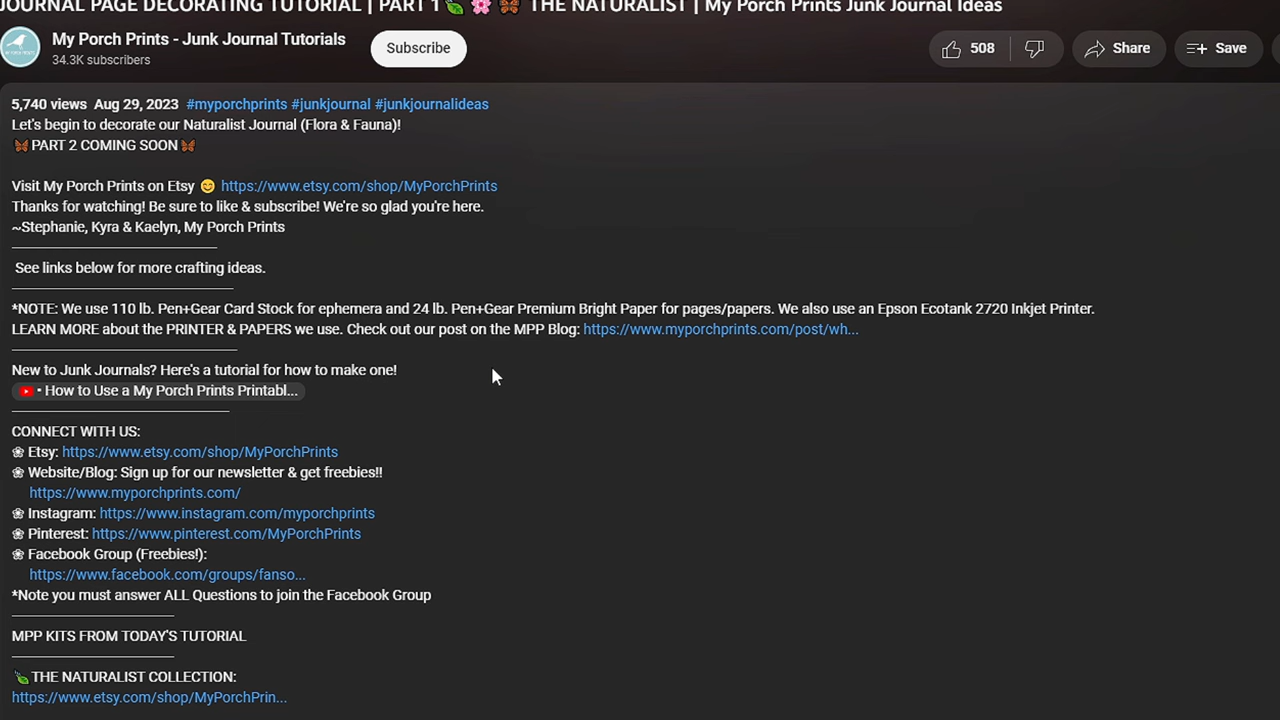 JOURNAL PAGE DECORATING TUTORIAL | PART 1🍃 🌸 🦋 THE NATURALIST | My Porch Prints Junk Journal Ideas
My Porch Prints - Junk Journal Tutorials
34.3K subscribers
Subscribe
508
Share
Save
5,740 views Aug 29, 2023 #myporchprints #junkjournal #junkjournalideas
Let's begin to decorate our Naturalist Journal (Flora & Fauna)!
🦋 PART 2 COMING SOON 🦋
Visit My Porch Prints on Etsy 😊 https://www.etsy.com/shop/MyPorchPrints
Thanks for watching! Be sure to like & subscribe! We're so glad you're here.
~Stephanie, Kyra & Kaelyn, My Porch Prints
See links below for more crafting ideas.
*NOTE: We use 110 lb. Pen+Gear Card Stock for ephemera and 24 lb. Pen+Gear Premium Bright Paper for pages/papers. We also use an Epson Ecotank 2720 Inkjet Printer.
LEARN MORE about the PRINTER & PAPERS we use. Check out our post on the MPP Blog: https://www.myporchprints.com/post/wh...
New to Junk Journals? Here's a tutorial for how to make one!
• How to Use a My Porch Prints Printabl...
CONNECT WITH US:
❀ Etsy: https://www.etsy.com/shop/MyPorchPrints
❀ Website/Blog: Sign up for our newsletter & get freebies!!
https://www.myporchprints.com/
❀ Instagram: https://www.instagram.com/myporchprints
❀ Pinterest: https://www.pinterest.com/MyPorchPrints
❀ Facebook Group (Freebies!):
https://www.facebook.com/groups/fanso...
*Note you must answer ALL Questions to join the Facebook Group
MPP KITS FROM TODAY'S TUTORIAL
🍃THE NATURALIST COLLECTION:
https://www.etsy.com/shop/MyPorchPrin...